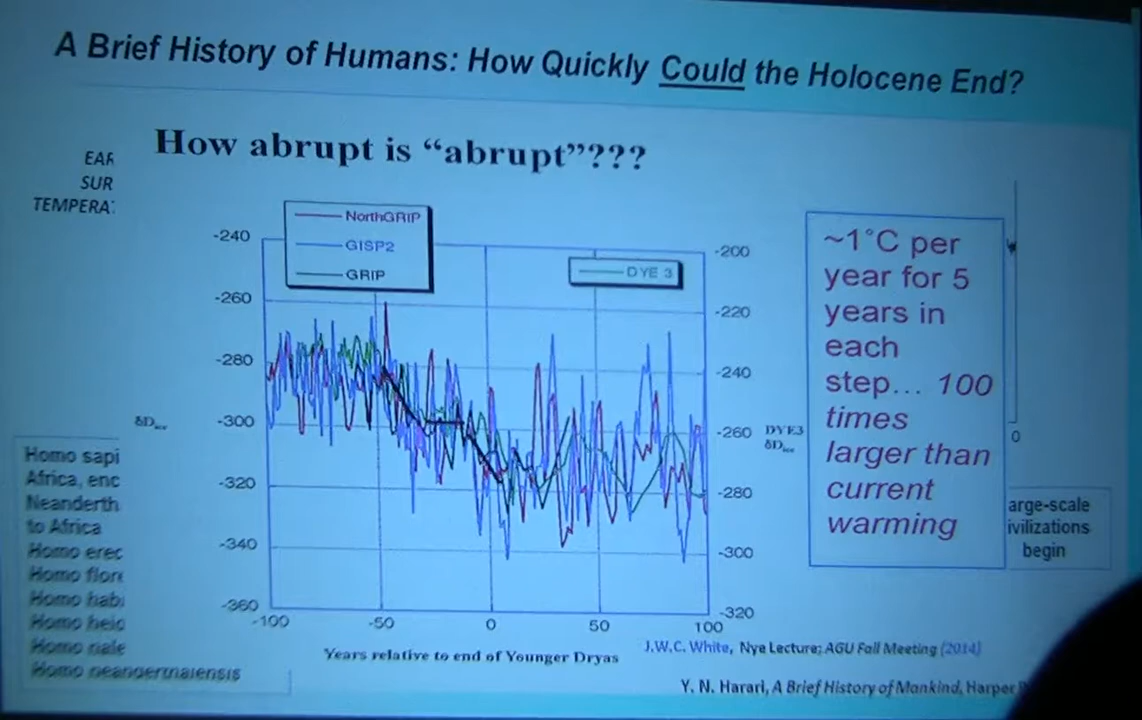 A Brief History of Humans: How Quickly Could the Holocene End?
How abrupt is “abrupt”???
EAR
SUR
TEMPERA
NorthGRIP
GISP2
GRIP
DYE 3
-240
-260
-280
-300
-320
-340
-360
δD
-200
-220
-240
-260
-280
-300
-320
DYE3
δD
-100
-50
0
50
100
Years relative to end of Younger Dryas
~1°C per
year for 5
years in
each
step... 100
times
larger than
current
warming
0
arge-scale
ivilizations
begin
Homo sapi
Africa, enc
Neanderth
to Africa
Homo erec
Homo flore
Homo habi
Homo heid
Homo
Homo neanderthalensis
J.W.C. White, Nye Lecture; AGU Fall Meeting (2014)
Y. N. Harari, A Brief History of Mankind, Harper